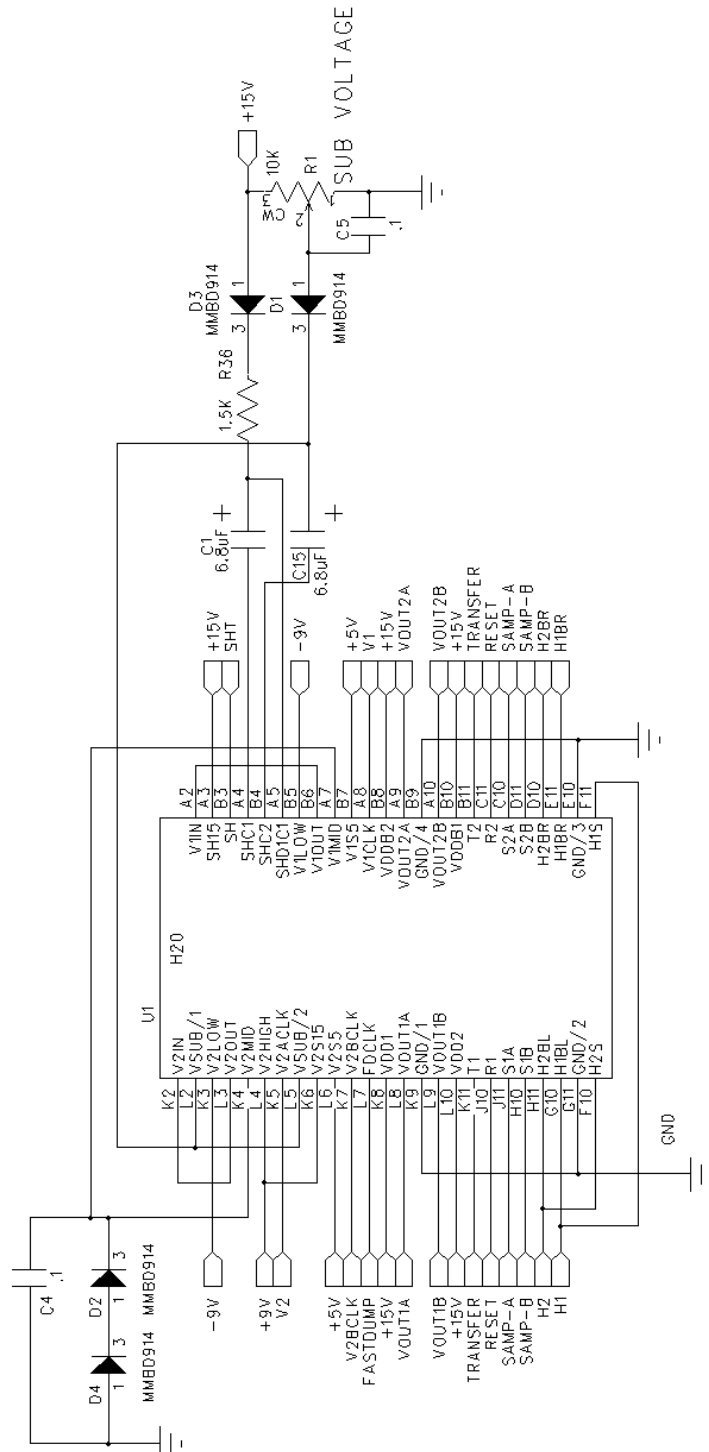 +15V
10K
R1
SUB VOLTAGE
CW
3
2
C5
.1
D3
MMBD914
1
3
D1
1
3
MMBD914
R36
1.5K
C1
6.8uF
+
C15
6.8uF
+
+15V
SHT
-9V
+5V
V1
+15V
VOUT2A
VOUT2B
+15V
TRANSFER
RESET
SAMP-A
SAMP-B
H2BR
H1BR
A2
A3
B3
A4
B4
A5
B5
B6
A7
B7
A8
B8
A9
B9
A10
B10
B11
C11
C10
D11
D10
E11
E10
F11
V1IN
SH15
SH
SHC1
SHC2
SHD1C1
V1LOW
V1OUT
V1MID
V1S5
V1CLK
VDDB2
VOUT2A
GND/4
VOUT2B
VDDB1
T2
R2
S2A
S2B
H2BR
H1BR
GND/3
H1S
H20
U1
V2IN
VSUB/1
V2LOW
V2OUT
V2MID
V2HIGH
V2ACLK
VSUB/2
V2S15
V2S5
V2BCLK
FDCLK
VDD1
VOUT1A
GND/1
VOUT1B
VDD2
T1
R1
S1A
S1B
H2BL
H1BL
GND/2
H2S
K2
L2
K3
L3
K4
L4
K5
L5
K6
L6
K7
L7
K8
L8
K9
L9
L10
K11
J10
J11
H10
H11
G10
G11
F10
GND
-9V
+9V
V2
+5V
V2BCLK
FASTDUMP
+15V
VOUT1A
VOUT1B
+15V
TRANSFER
RESET
SAMP-A
SAMP-B
H2
H1
C4
.1
D2
1
3
MMBD914
D4
1
3
MMBD914